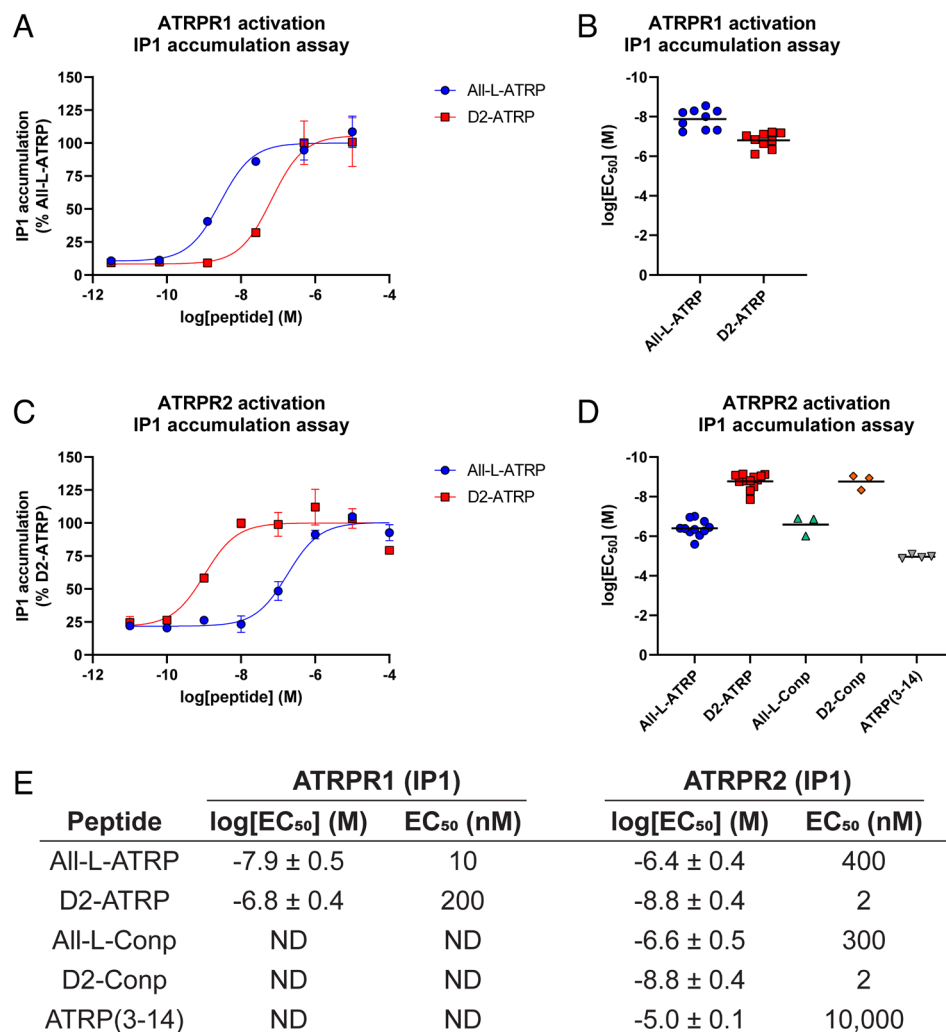 A
ATRPR1 activation
IP1 accumulation assay
IP1 accumulation
(% All-L-ATRP)
150
125
100
75
50
25
0
-12 -10 -8 -6 -4
log[peptide] (M)
All-L-ATRP
D2-ATRP
B
ATRPR1 activation
IP1 accumulation assay
log[EC₅₀] (M)
-10
-8
-6
-4
-2
0
All-L-ATRP
D2-ATRP
C
ATRPR2 activation
IP1 accumulation assay
IP1 accumulation
(% D2-ATRP)
150
125
100
75
50
25
0
-12 -10 -8 -6 -4
log[peptide] (M)
All-L-ATRP
D2-ATRP
D
ATRPR2 activation
IP1 accumulation assay
log[EC₅₀] (M)
-10
-8
-6
-4
-2
0
All-L-ATRP
D2-ATRP
All-L-Conp
D2-Conp
ATRP(3-14)
E
ATRPR1 (IP1) ATRPR2 (IP1)
Peptide log[EC₅₀] (M) EC₅₀ (nM) log[EC₅₀] (M) EC₅₀ (nM)
All-L-ATRP -7.9 ± 0.5 10 -6.4 ± 0.4 400
D2-ATRP -6.8 ± 0.4 200 -8.8 ± 0.4 2
All-L-Conp ND ND -6.6 ± 0.5 300
D2-Conp ND ND -8.8 ± 0.4 2
ATRP(3-14) ND ND -5.0 ± 0.1 10,000